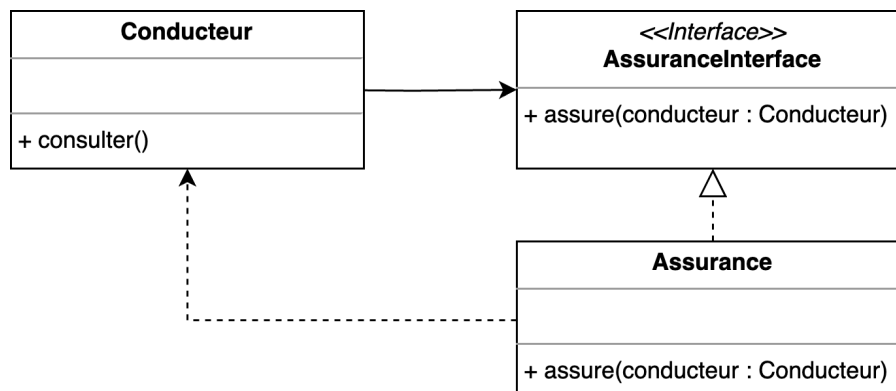 Conducteur
+ consulter()
<<Interface>>
AssuranceInterface
+ assure(conducteur : Conducteur)
Assurance
+ assure(conducteur : Conducteur)